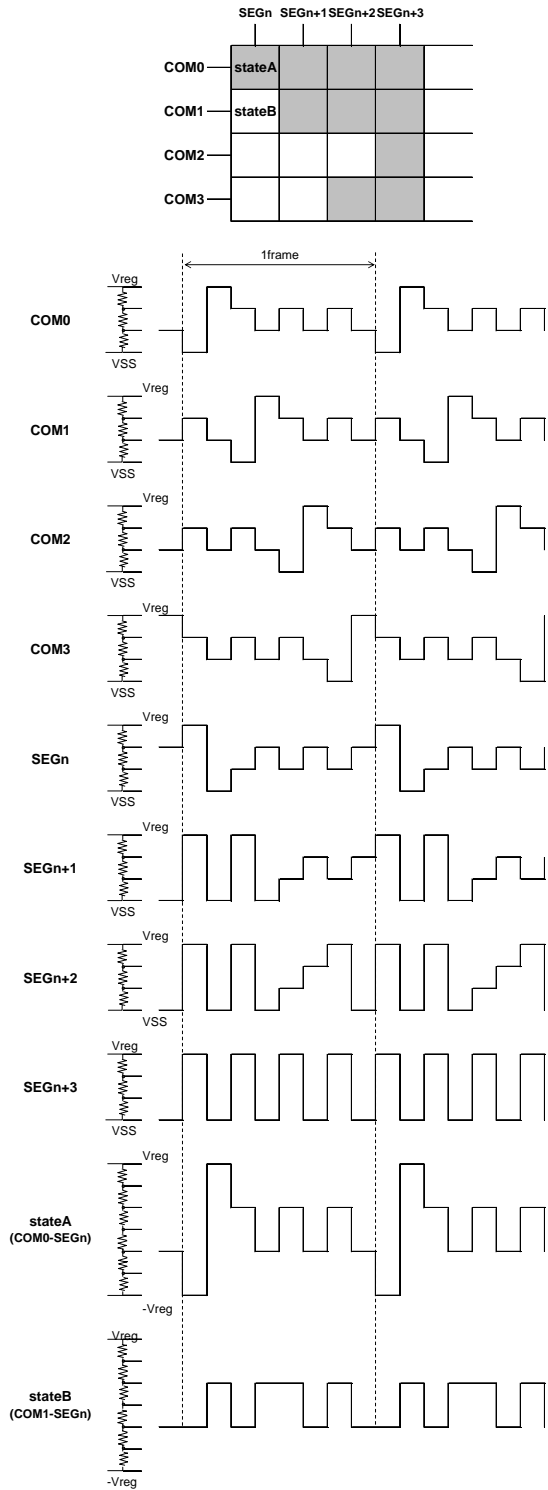 SEGn SEGn+1 SEGn+2 SEGn+3
COM0 stateA
COM1 stateB
COM2
COM3
1frame
Vreg
COM0
VSS
Vreg
COM1
VSS
Vreg
COM2
VSS
Vreg
COM3
VSS
Vreg
SEGn
VSS
Vreg
SEGn+1
VSS
Vreg
SEGn+2
VSS
Vreg
SEGn+3
VSS
Vreg
stateA
(COM0-SEGn)
-Vreg
Vreg
stateB
(COM1-SEGn)
-Vreg